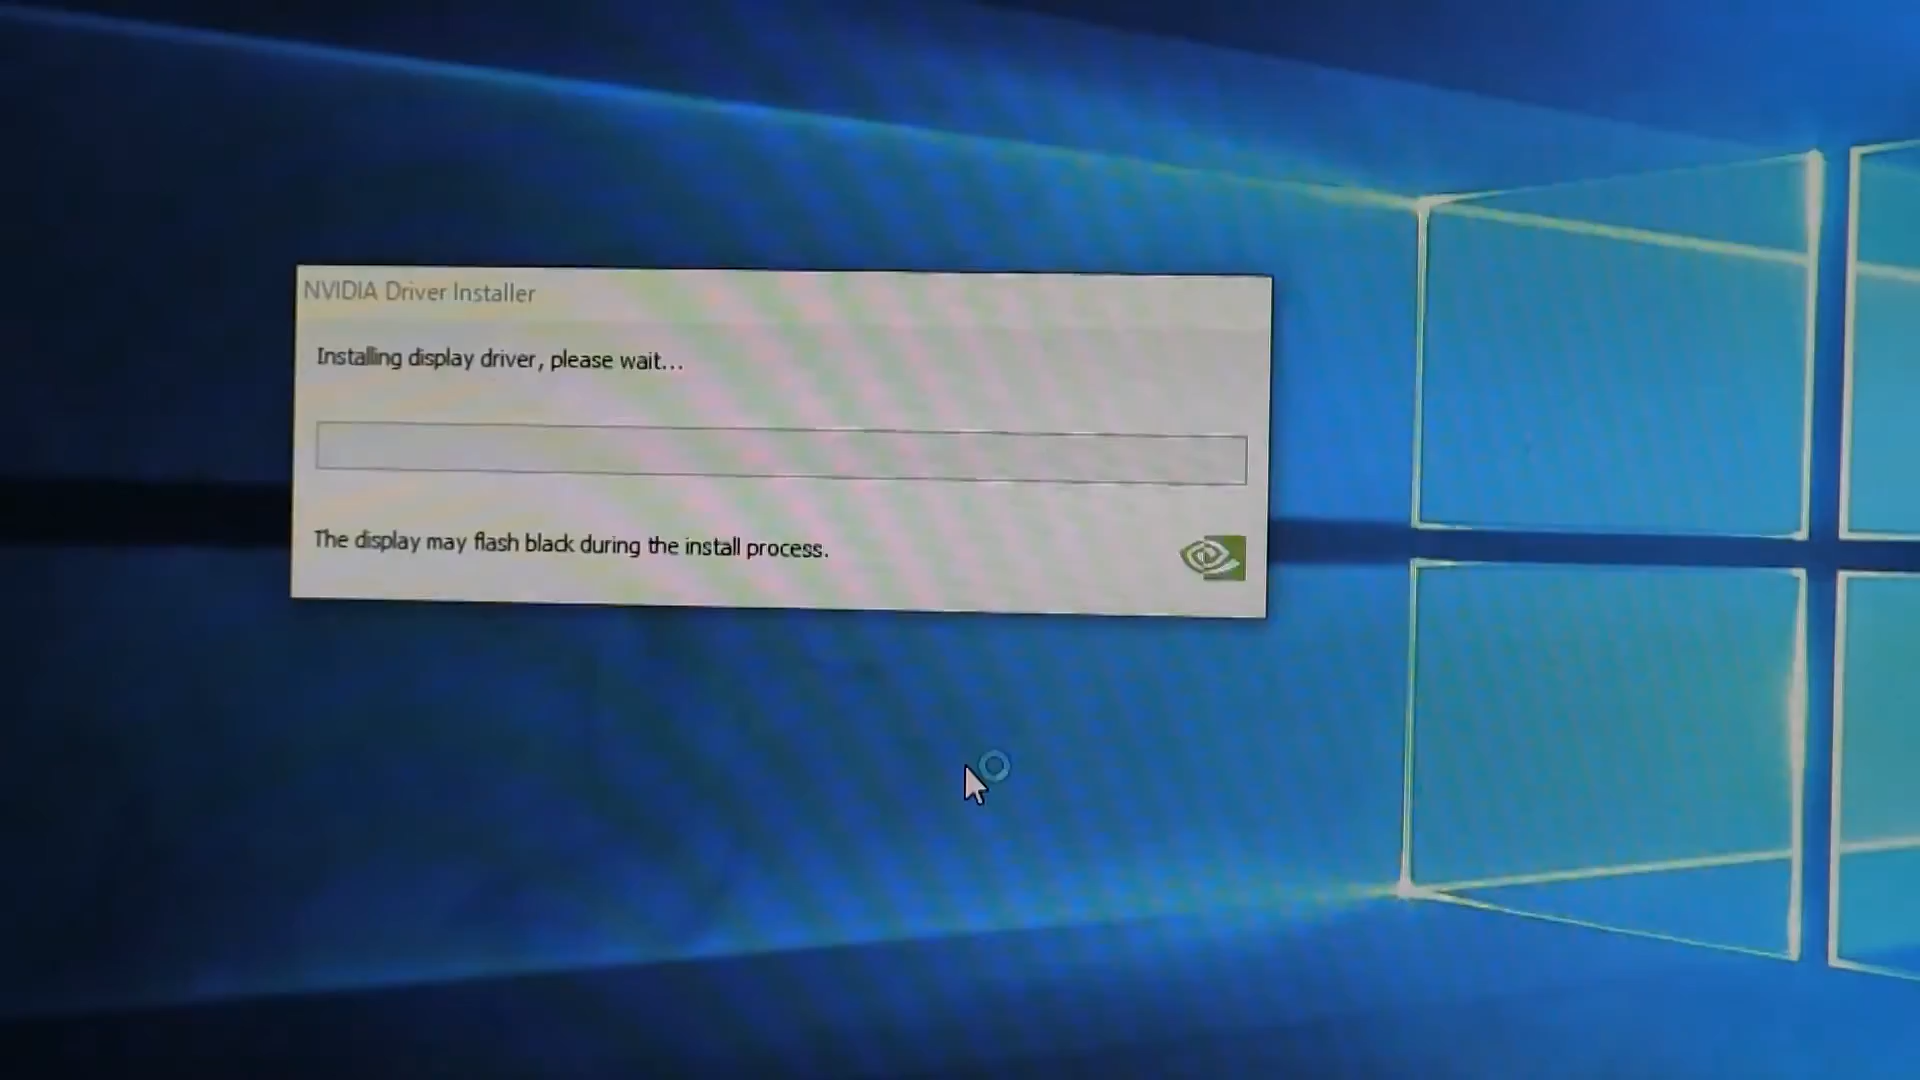 NVIDIA Driver Installer
Installing display driver, please wait...
The display may flash black during the install process.